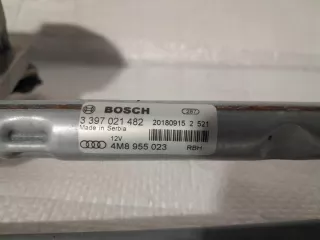 BOSCH
3 397 021 482 20180915 2 521
Made in Serbia
12V
4M8 955 023 RBH